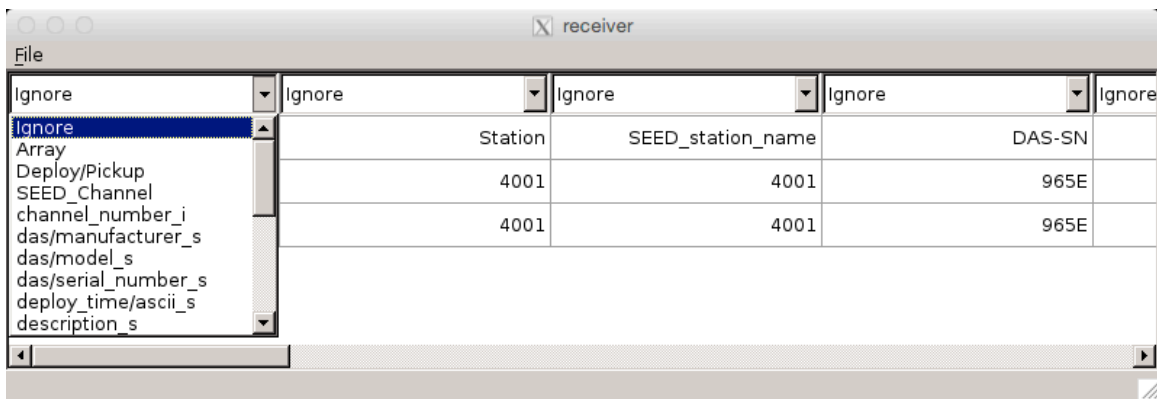 receiver
File
Ignore Ignore Ignore Ignore Ignore
Ignore
Array
Deploy/Pickup
SEED_Channel
channel_number_i
das/manufacturer_s
das/model_s
das/serial_number_s
deploy_time/ascii_s
description_s
Station SEED_station_name DAS-SN
4001 4001 965E
4001 4001 965E